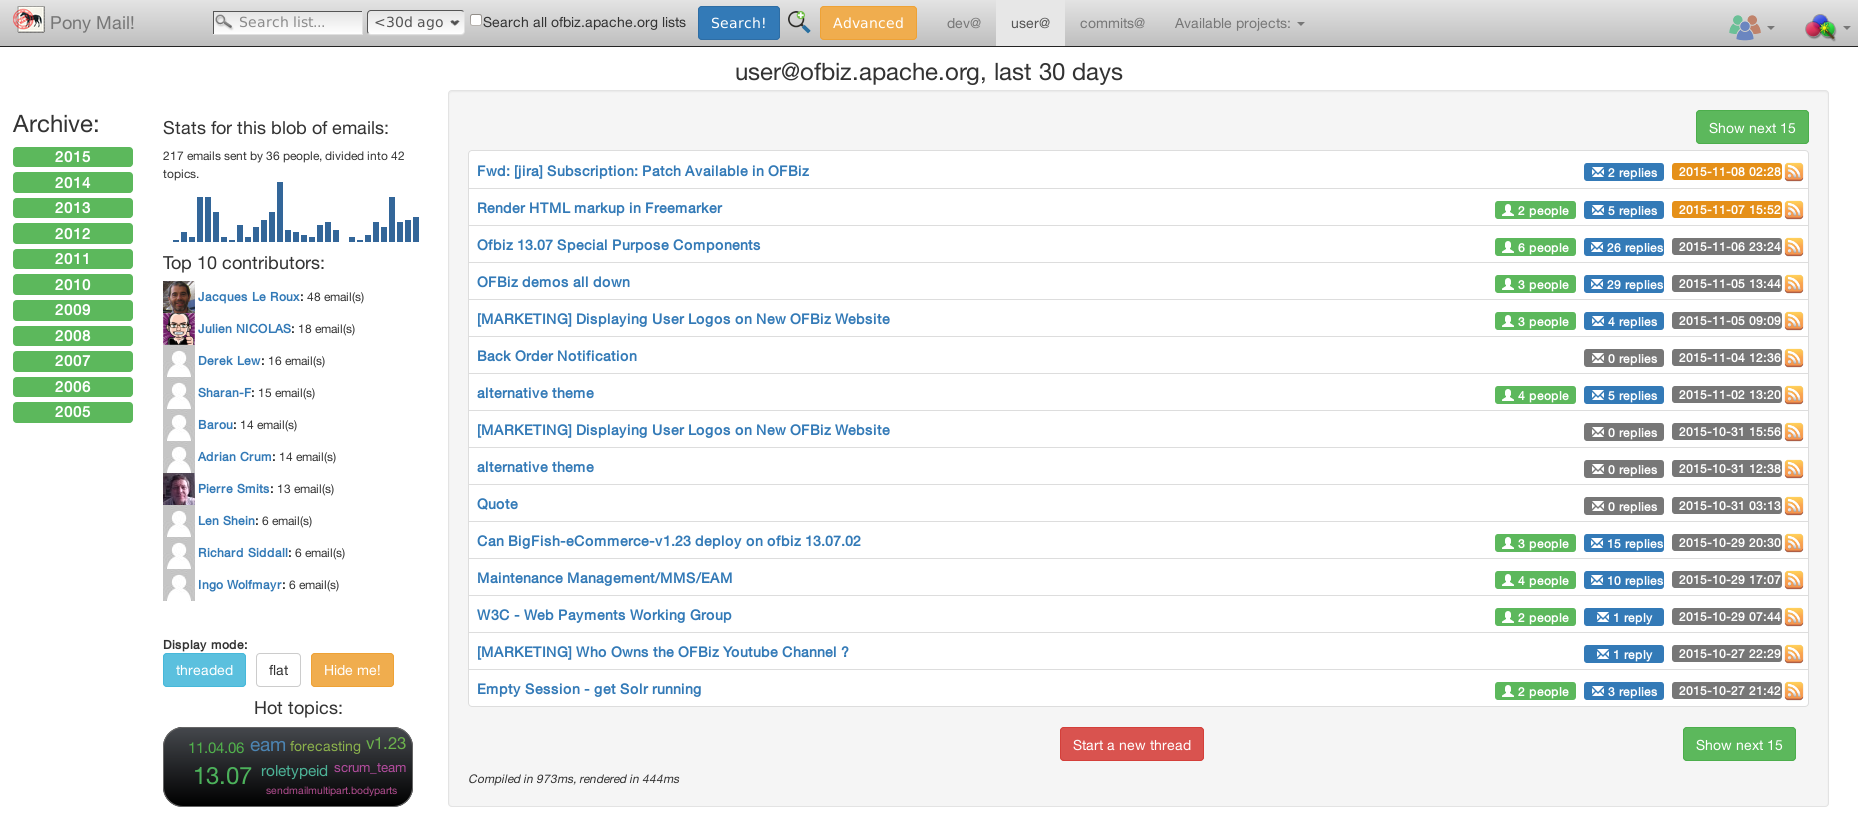 Pony Mail! Search list... <30d ago Search all ofbiz.apache.org lists Search! Advanced dev@ user@ commits@ Available projects:
user@ofbiz.apache.org, last 30 days
Archive:
2015
2014
2013
2012
2011
2010
2009
2008
2007
2006
2005
Stats for this blob of emails:
217 emails sent by 36 people, divided into 42
topics.
Top 10 contributors:
Jacques Le Roux: 48 email(s)
Julien NICOLAS: 18 email(s)
Derek Lew: 16 email(s)
Sharan-F: 15 email(s)
Barou: 14 email(s)
Adrian Crum: 14 email(s)
Pierre Smits: 13 email(s)
Len Shein: 6 email(s)
Richard Siddall: 6 email(s)
Ingo Wolfmayr: 6 email(s)
Display mode:
threaded flat Hide me!
Hot topics:
11.04.06 eam forecasting v1.23
13.07 roletypeid scrum_team
sendmailmultipart.bodyparts
Show next 15
Fwd: [jira] Subscription: Patch Available in OFBiz 2 replies 2015-11-08 02:28
Render HTML markup in Freemarker 2 people 5 replies 2015-11-07 15:52
Ofbiz 13.07 Special Purpose Components 6 people 26 replies 2015-11-06 23:24
OFBiz demos all down 3 people 29 replies 2015-11-05 13:44
[MARKETING] Displaying User Logos on New OFBiz Website 3 people 4 replies 2015-11-05 09:09
Back Order Notification 0 replies 2015-11-04 12:36
alternative theme 4 people 5 replies 2015-11-02 13:20
[MARKETING] Displaying User Logos on New OFBiz Website 0 replies 2015-10-31 15:56
alternative theme 0 replies 2015-10-31 12:38
Quote 0 replies 2015-10-31 03:13
Can BigFish-eCommerce-v1.23 deploy on ofbiz 13.07.02 3 people 15 replies 2015-10-29 20:30
Maintenance Management/MMS/EAM 4 people 10 replies 2015-10-29 17:07
W3C - Web Payments Working Group 2 people 1 reply 2015-10-29 07:44
[MARKETING] Who Owns the OFBiz Youtube Channel ? 1 reply 2015-10-27 22:29
Empty Session - get Solr running 2 people 3 replies 2015-10-27 21:42
Start a new thread Show next 15
Compiled in 973ms, rendered in 444ms